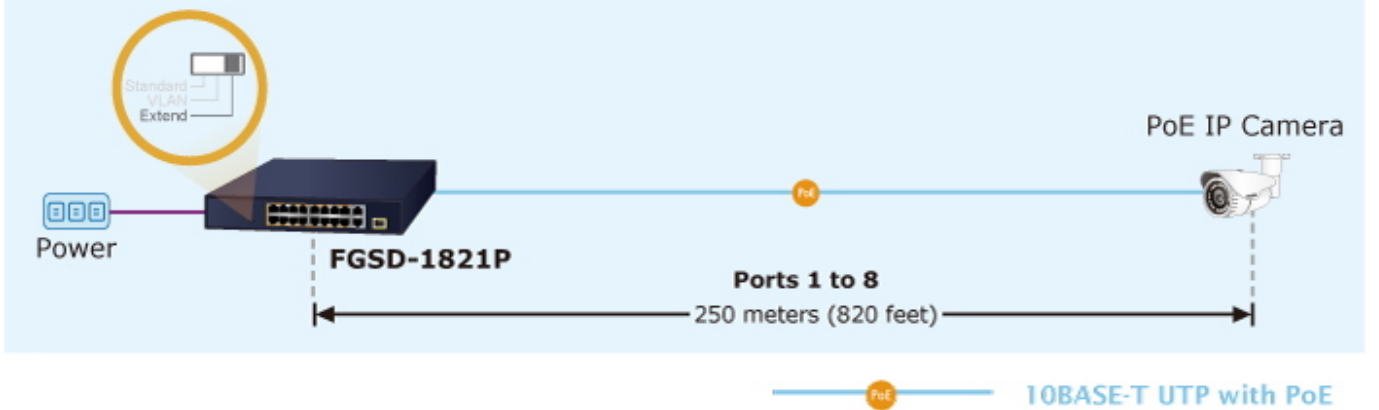 Standard
VLAN
Extend
PoE IP Camera
PoE
Power
FGSD-1821P
Ports 1 to 8
250 meters (820 feet)
PoE
10BASE-T UTP with PoE